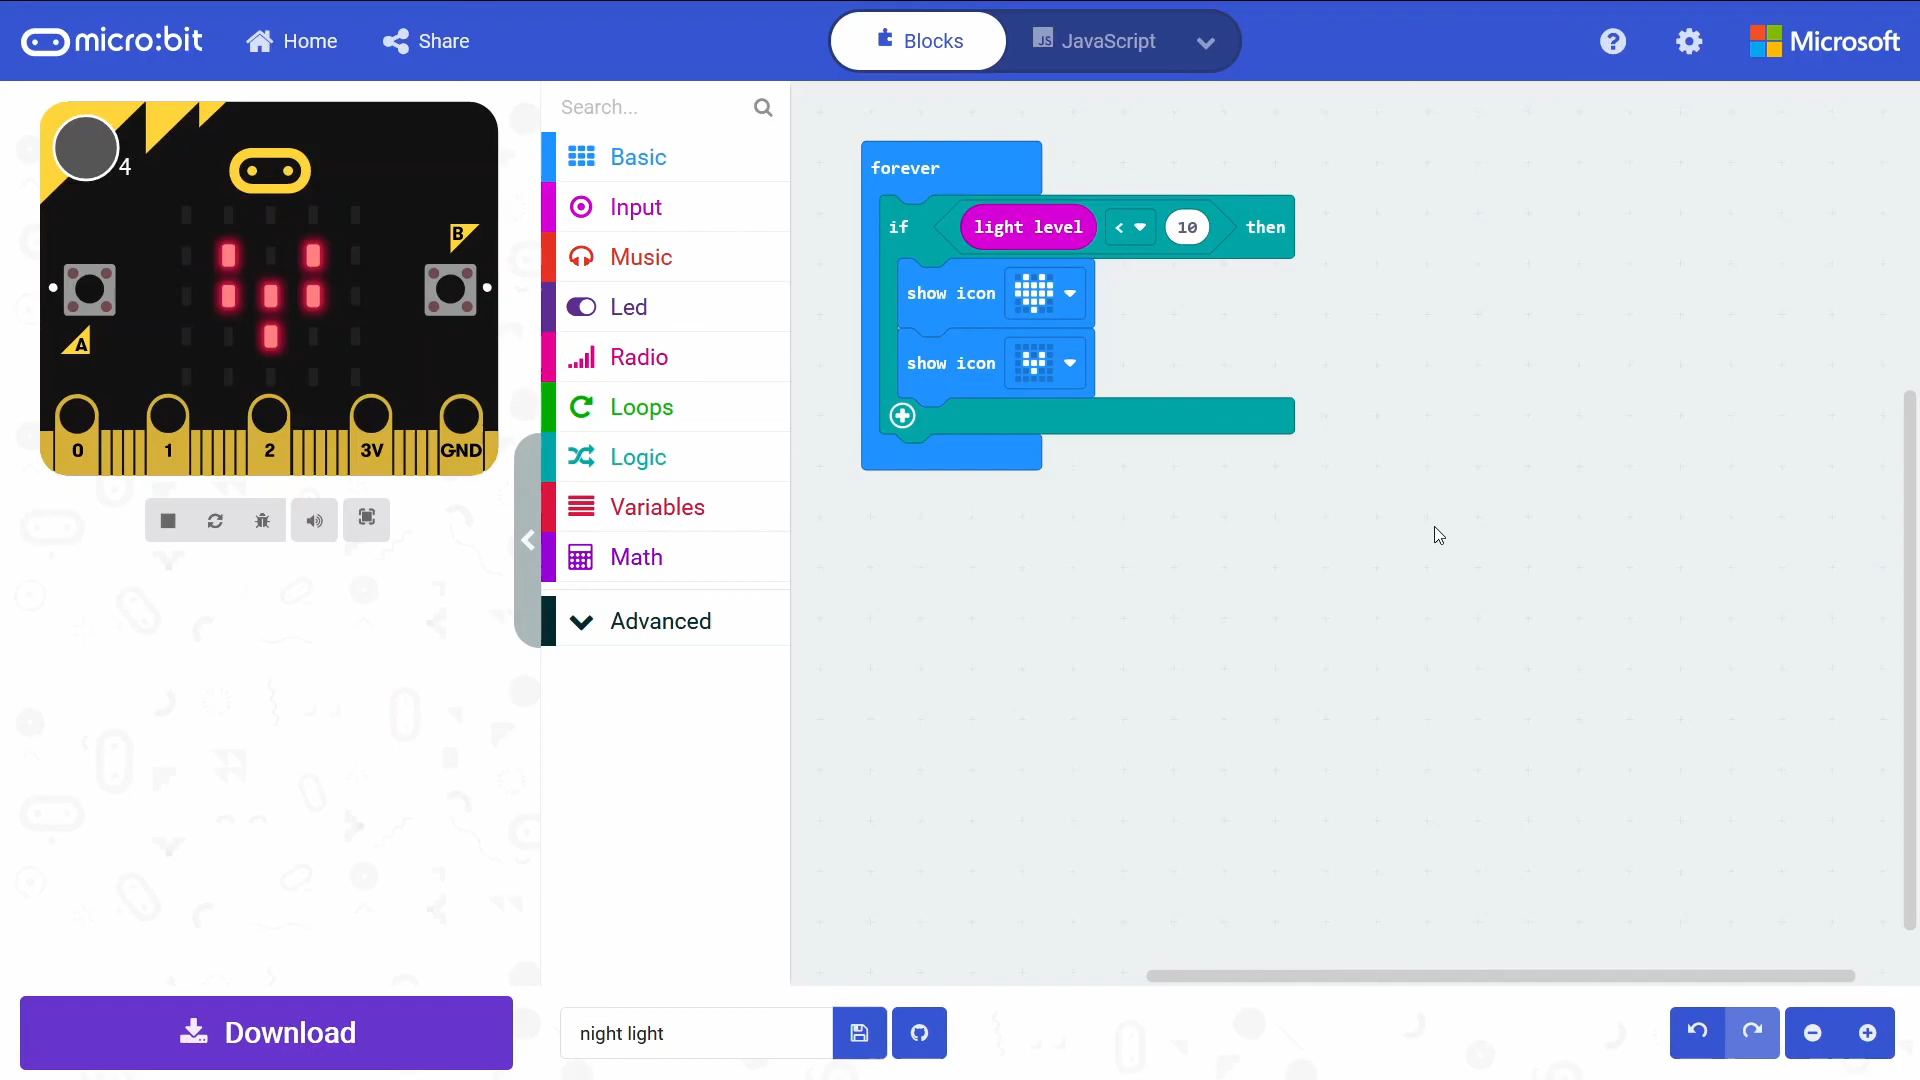 micro:bit
Home
Share
Blocks
JS
JavaScript
Microsoft
4
B
A
0
1
2
3V
GND
Search...
Basic
Input
Music
Led
Radio
Loops
Logic
Variables
Math
Advanced
forever
if light level < 10 then
show icon
show icon
Download
night light